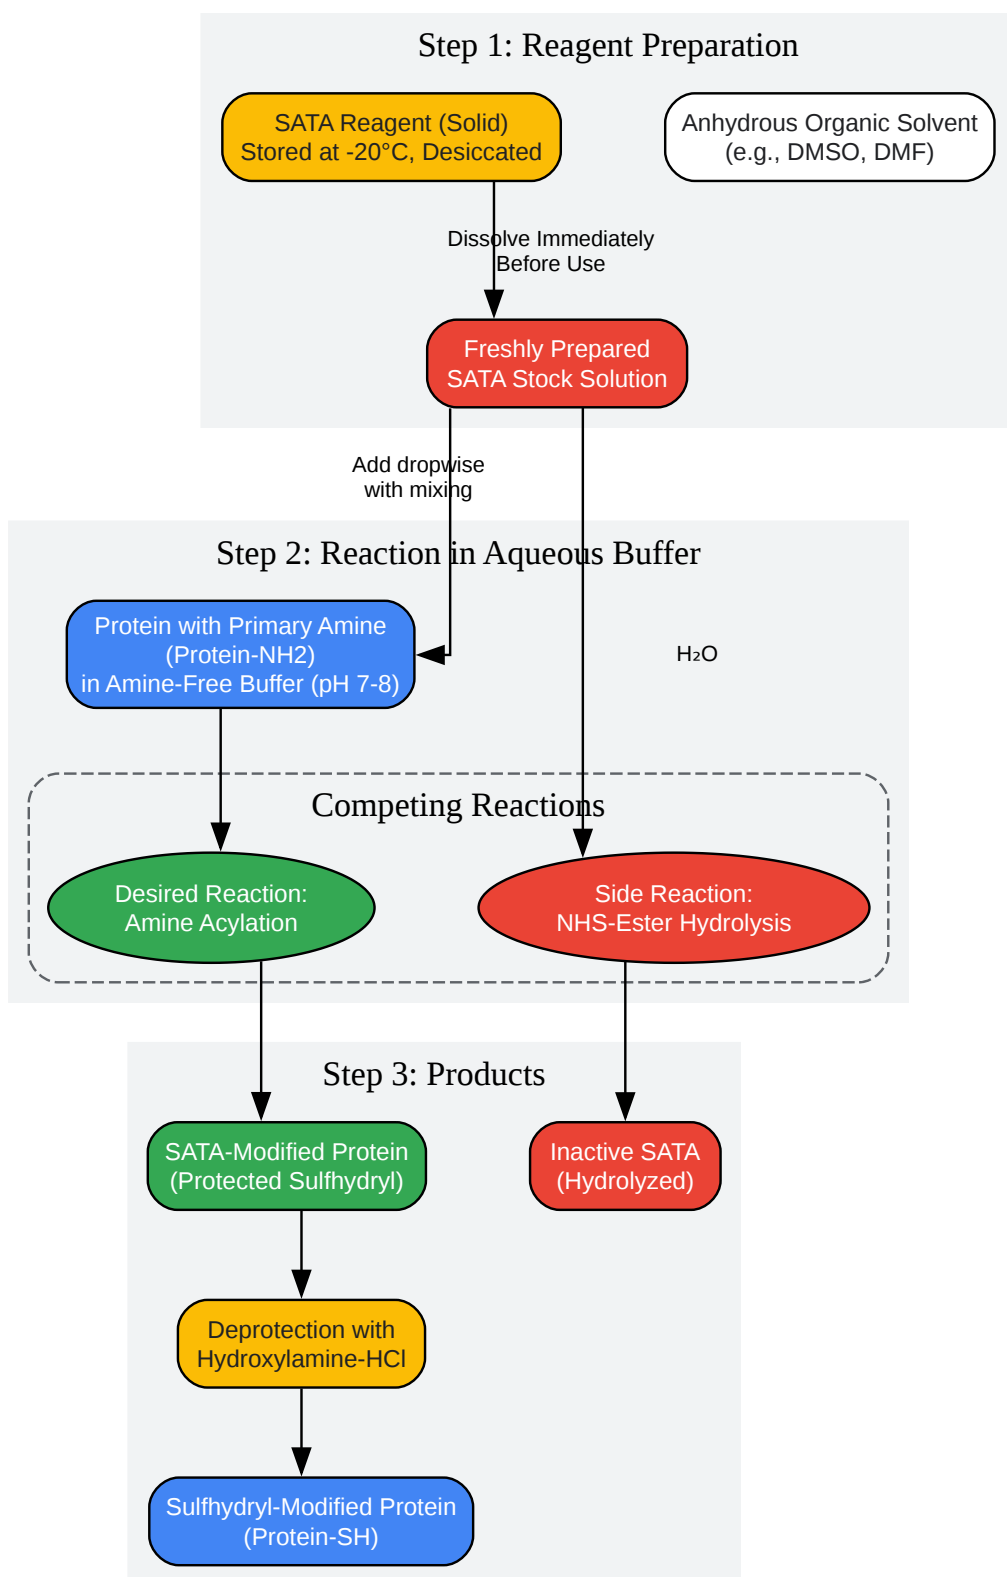 Step 1: Reagent Preparation
SATA Reagent (Solid)
Stored at -20°C, Desiccated
Anhydrous Organic Solvent
(e.g., DMSO, DMF)
Dissolve Immediately
Before Use
Freshly Prepared
SATA Stock Solution
Add dropwise
with mixing
Step 2: Reaction in Aqueous Buffer
Protein with Primary Amine
(Protein-NH2)
in Amine-Free Buffer (pH 7-8)
H₂O
Competing Reactions
Desired Reaction:
Amine Acylation
Side Reaction:
NHS-Ester Hydrolysis
Step 3: Products
SATA-Modified Protein
(Protected Sulfhydryl)
Inactive SATA
(Hydrolyzed)
Deprotection with
Hydroxylamine-HCl
Sulfhydryl-Modified Protein
(Protein-SH)